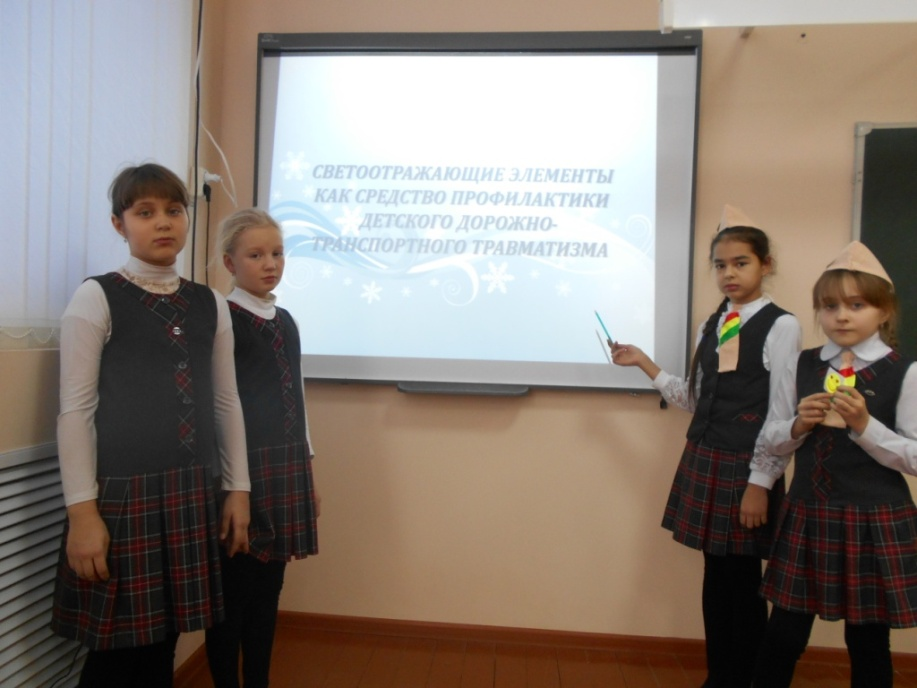 СВЕТООТРАЖАЮЩИЕ ЭЛЕМЕНТЫ
КАК СРЕДСТВО ПРОФИЛАКТИКИ
ДЕТСКОГО ДОРОЖНО-
ТРАНСПОРТНОГО ТРАВМАТИЗМА